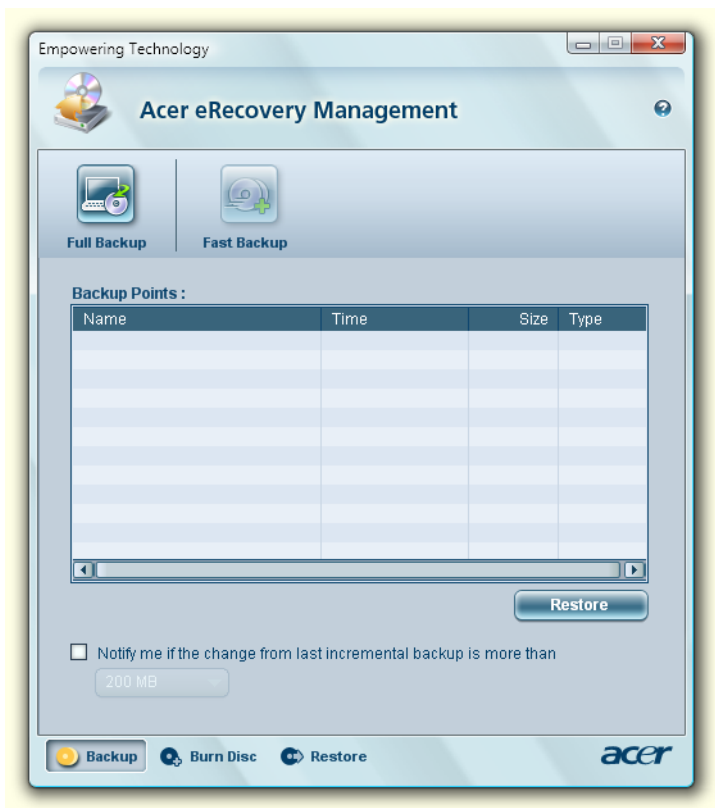 Empowering Technology
Acer eRecovery Management
Full Backup
Fast Backup
Backup Points :
Name Time Size Type
Restore
Notify me if the change from last incremental backup is more than
200 MB
Backup Burn Disc Restore acer